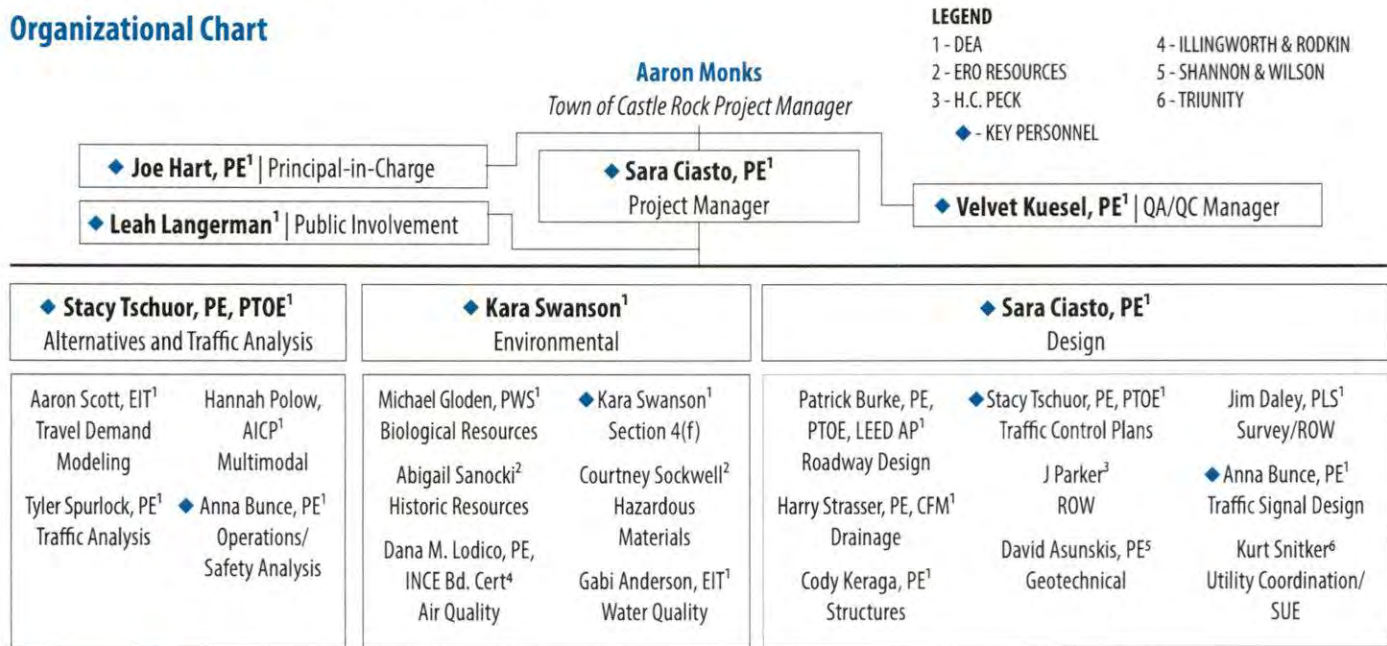 Organizational Chart
LEGEND
1 - DEA
2 - ERO RESOURCES
3 - H.C. PECK
4 - ILLINGWORTH & RODKIN
5 - SHANNON & WILSON
6 - TRIUNITY
◆ - KEY PERSONNEL
Aaron Monks
Town of Castle Rock Project Manager
◆ Joe Hart, PE¹ | Principal-in-Charge
◆ Sara Ciasto, PE¹
Project Manager
◆ Leah Langerman¹ | Public Involvement
◆ Velvet Kuesel, PE¹ | QA/QC Manager
◆ Stacy Tschuor, PE, PTOE¹
Alternatives and Traffic Analysis
Aaron Scott, EIT¹
Travel Demand
Modeling
Tyler Spurlock, PE¹
Traffic Analysis
Hannah Polow,
AICP¹
Multimodal
◆ Anna Bunce, PE¹
Operations/
Safety Analysis
◆ Kara Swanson¹
Environmental
Michael Gloden, PWS¹
Biological Resources
Abigail Sanocki²
Historic Resources
Dana M. Lodico, PE,
INCE Bd. Cert⁴
Air Quality
◆ Kara Swanson¹
Section 4(f)
Courtney Sockwell²
Hazardous
Materials
Gabi Anderson, EIT¹
Water Quality
◆ Sara Ciasto, PE¹
Design
Patrick Burke, PE,
PTOE, LEED AP¹
Roadway Design
Harry Strasser, PE, CFM¹
Drainage
Cody Keraga, PE¹
Structures
◆ Stacy Tschuor, PE, PTOE¹
Traffic Control Plans
J Parker³
ROW
David Asunskis, PE⁵
Geotechnical
Jim Daley, PLS¹
Survey/ROW
◆ Anna Bunce, PE¹
Traffic Signal Design
Kurt Snitker⁶
Utility Coordination/
SUE